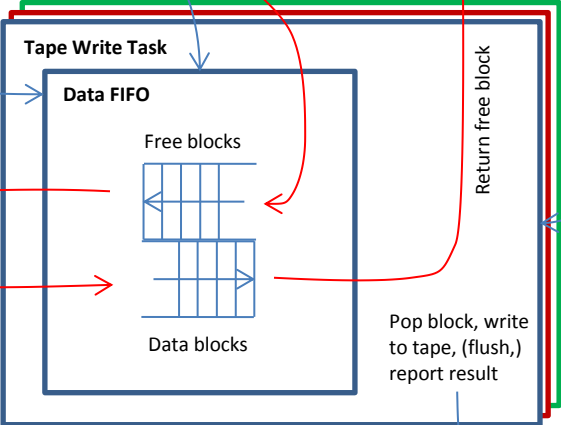 Tape Write Task
Data FIFO
Free blocks
Return free block
Data blocks
Pop block, write
to tape, (flush,)
report result